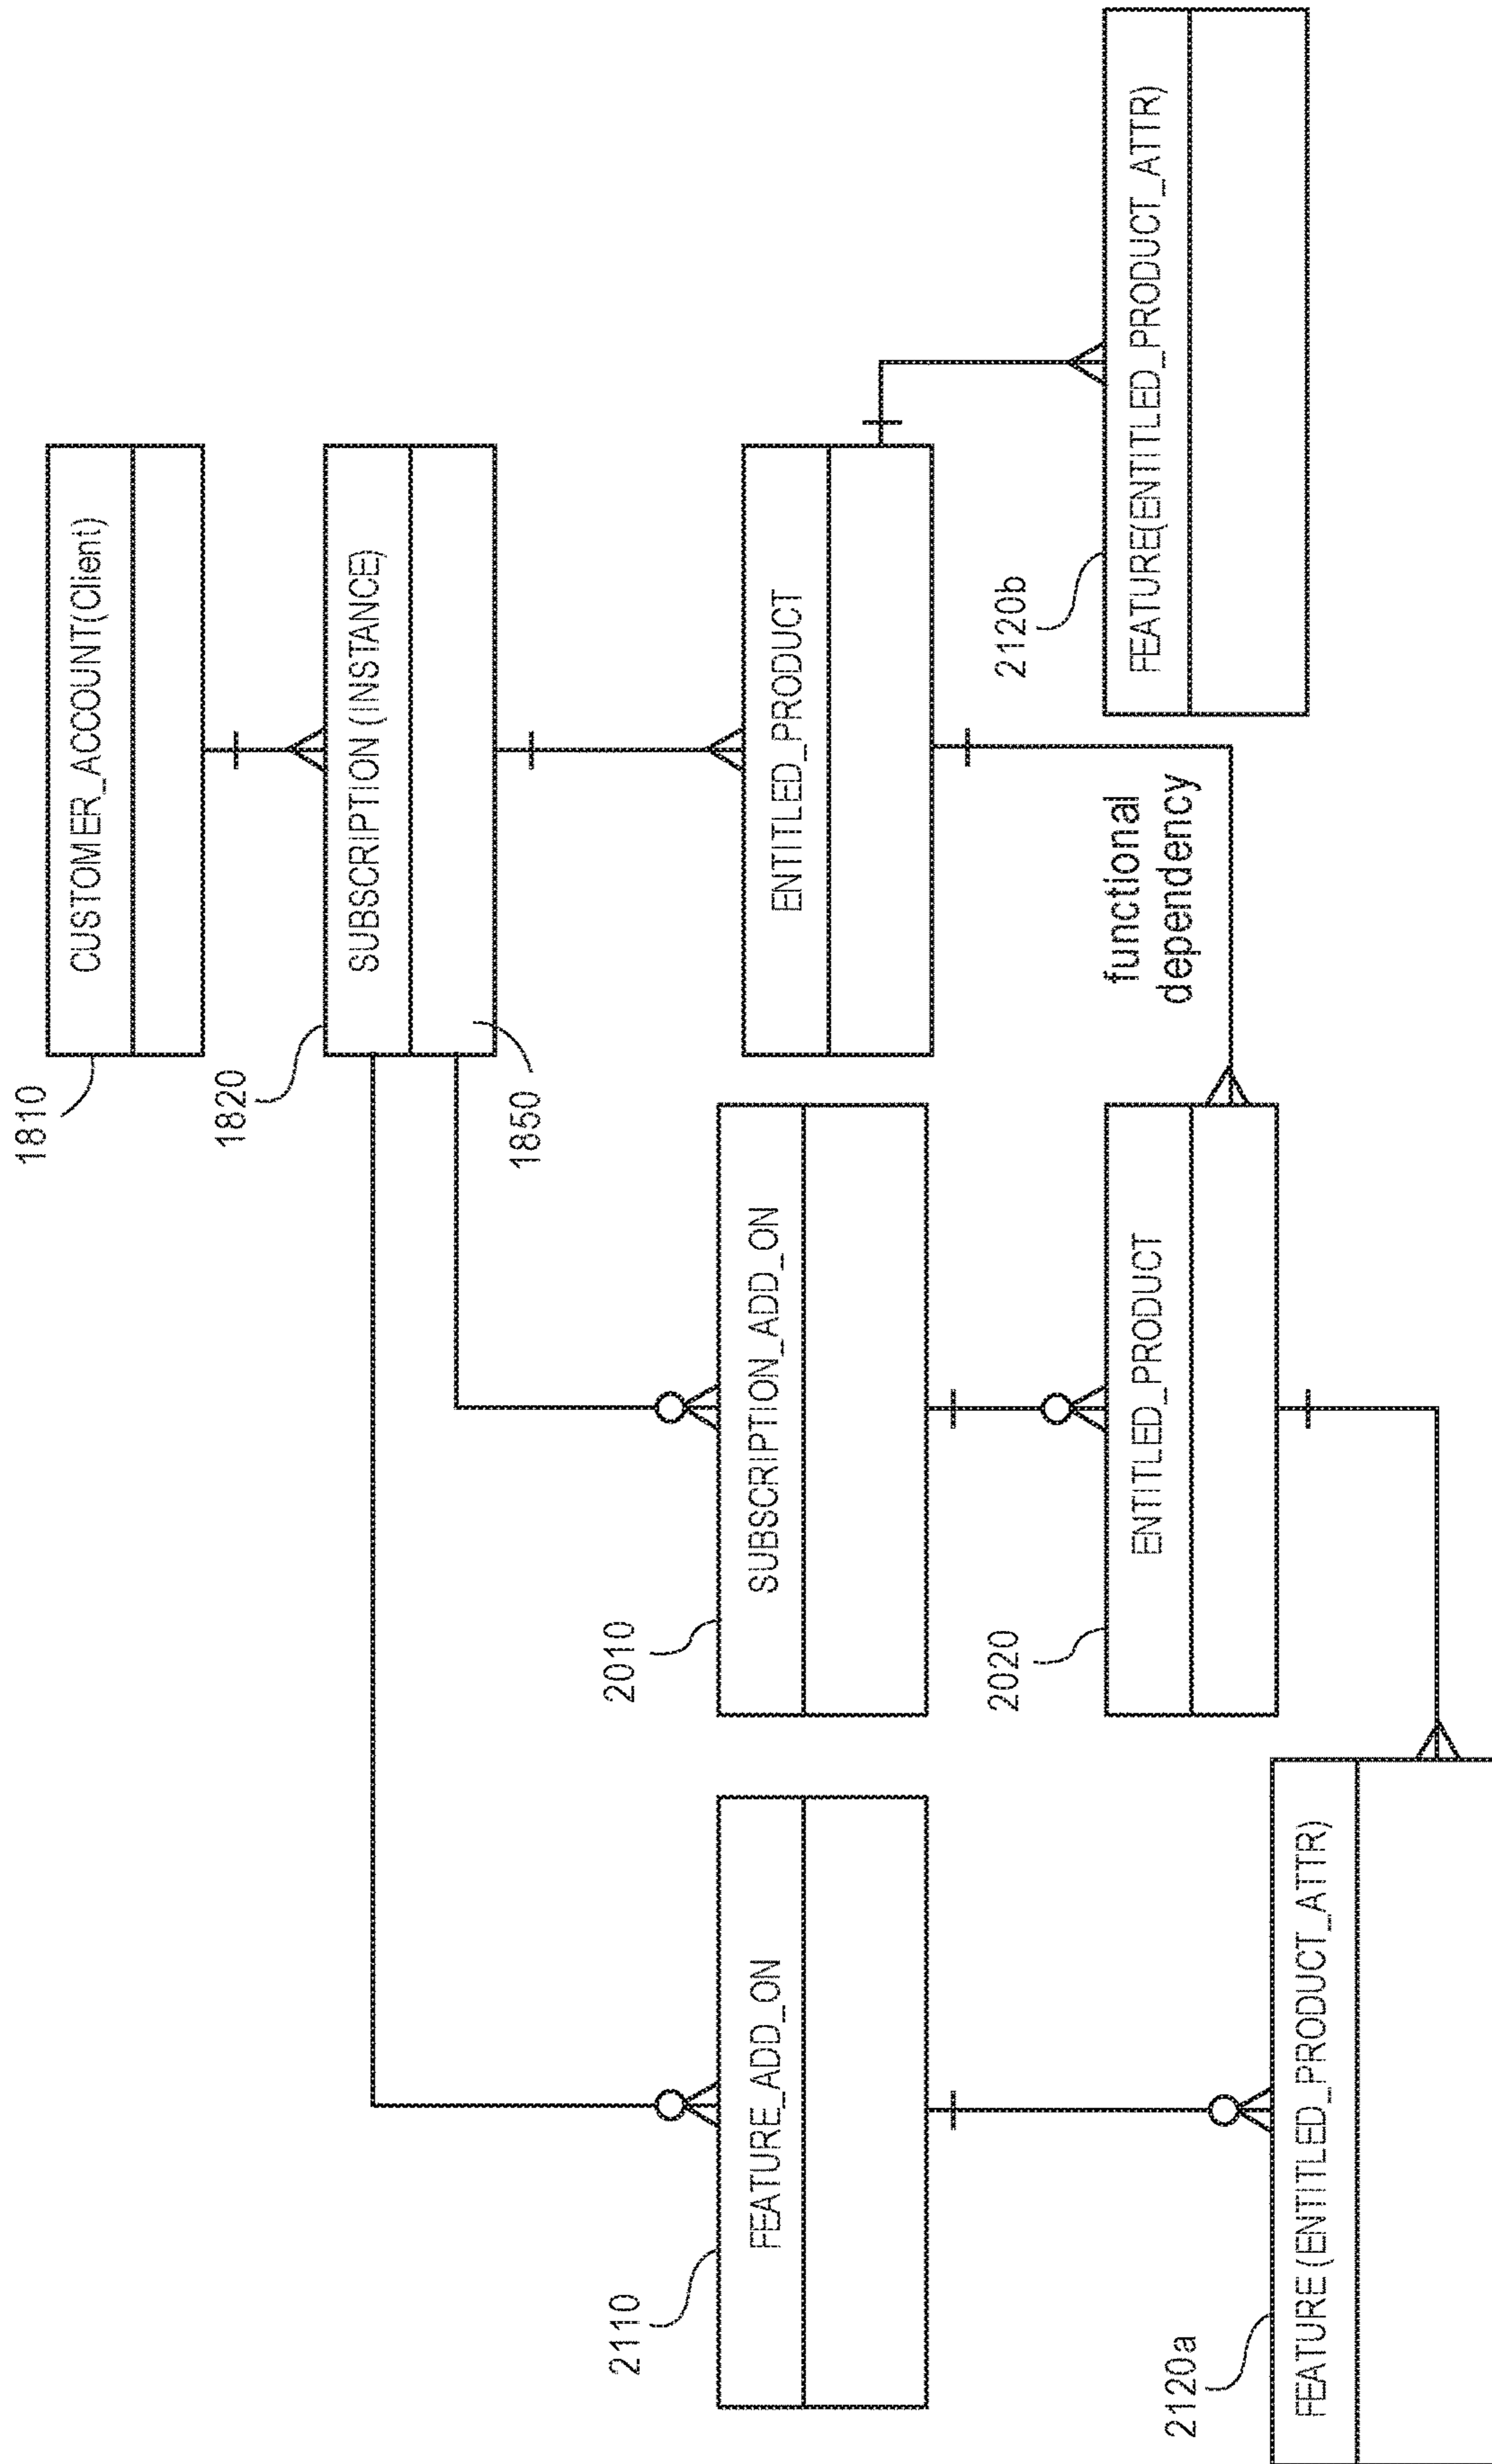 1810
CUSTOMER_ACCOUNT(Client)
1820
SUBSCRIPTION (INSTANCE)
1850
2110
2010
FEATURE_ADD_ON
SUBSCRIPTION_ADD_ON
ENTITLED_PRODUCT
2020
2120b
ENTITLED_PRODUCT
functional
dependency
FEATURE(ENTITLED_PRODUCT_ATTR)
2120a
FEATURE (ENTITLED_PRODUCT_ATTR)